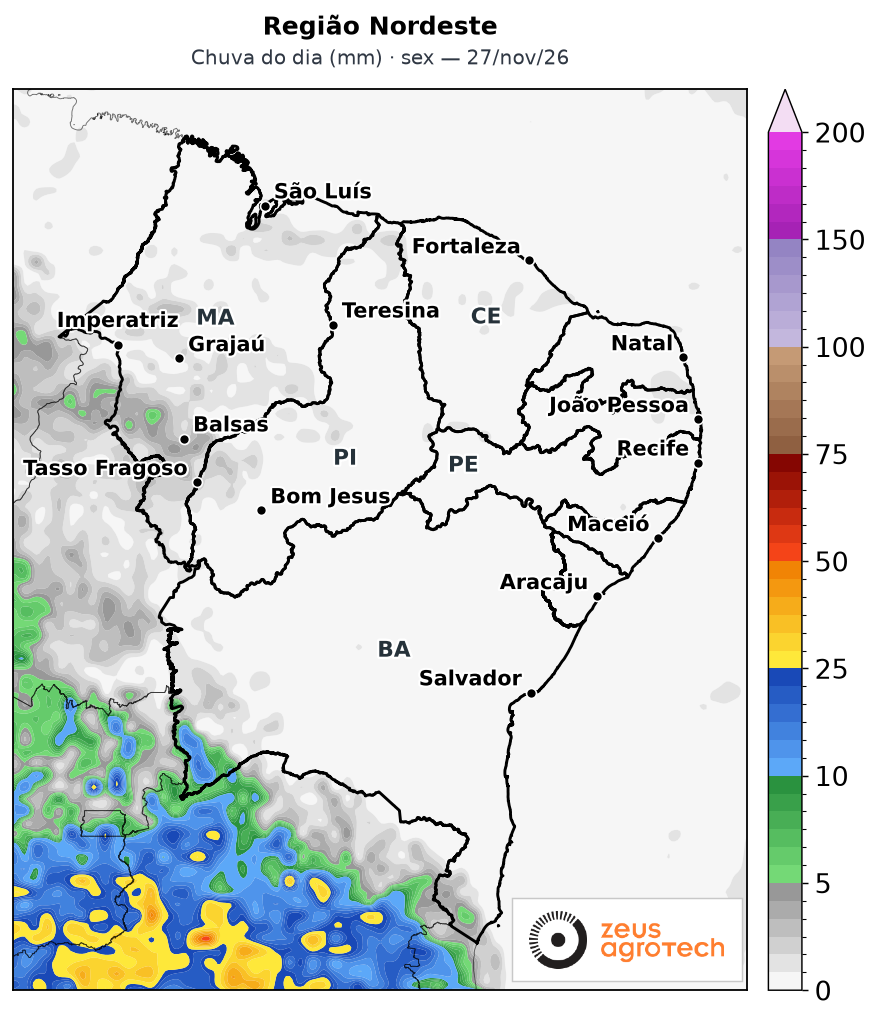 Região Nordeste
Chuva do dia (mm) · sex — 27/nov/26
São Luís
Fortaleza
Teresina
Imperatriz
MA
CE
Grajaú
Natal
João Pessoa
Balsas
Recife
Tasso Fragoso
PI
PE
Bom Jesus
Maceió
Aracaju
BA
Salvador
zeus
agrotech
200
150
100
75
50
25
10
5
0